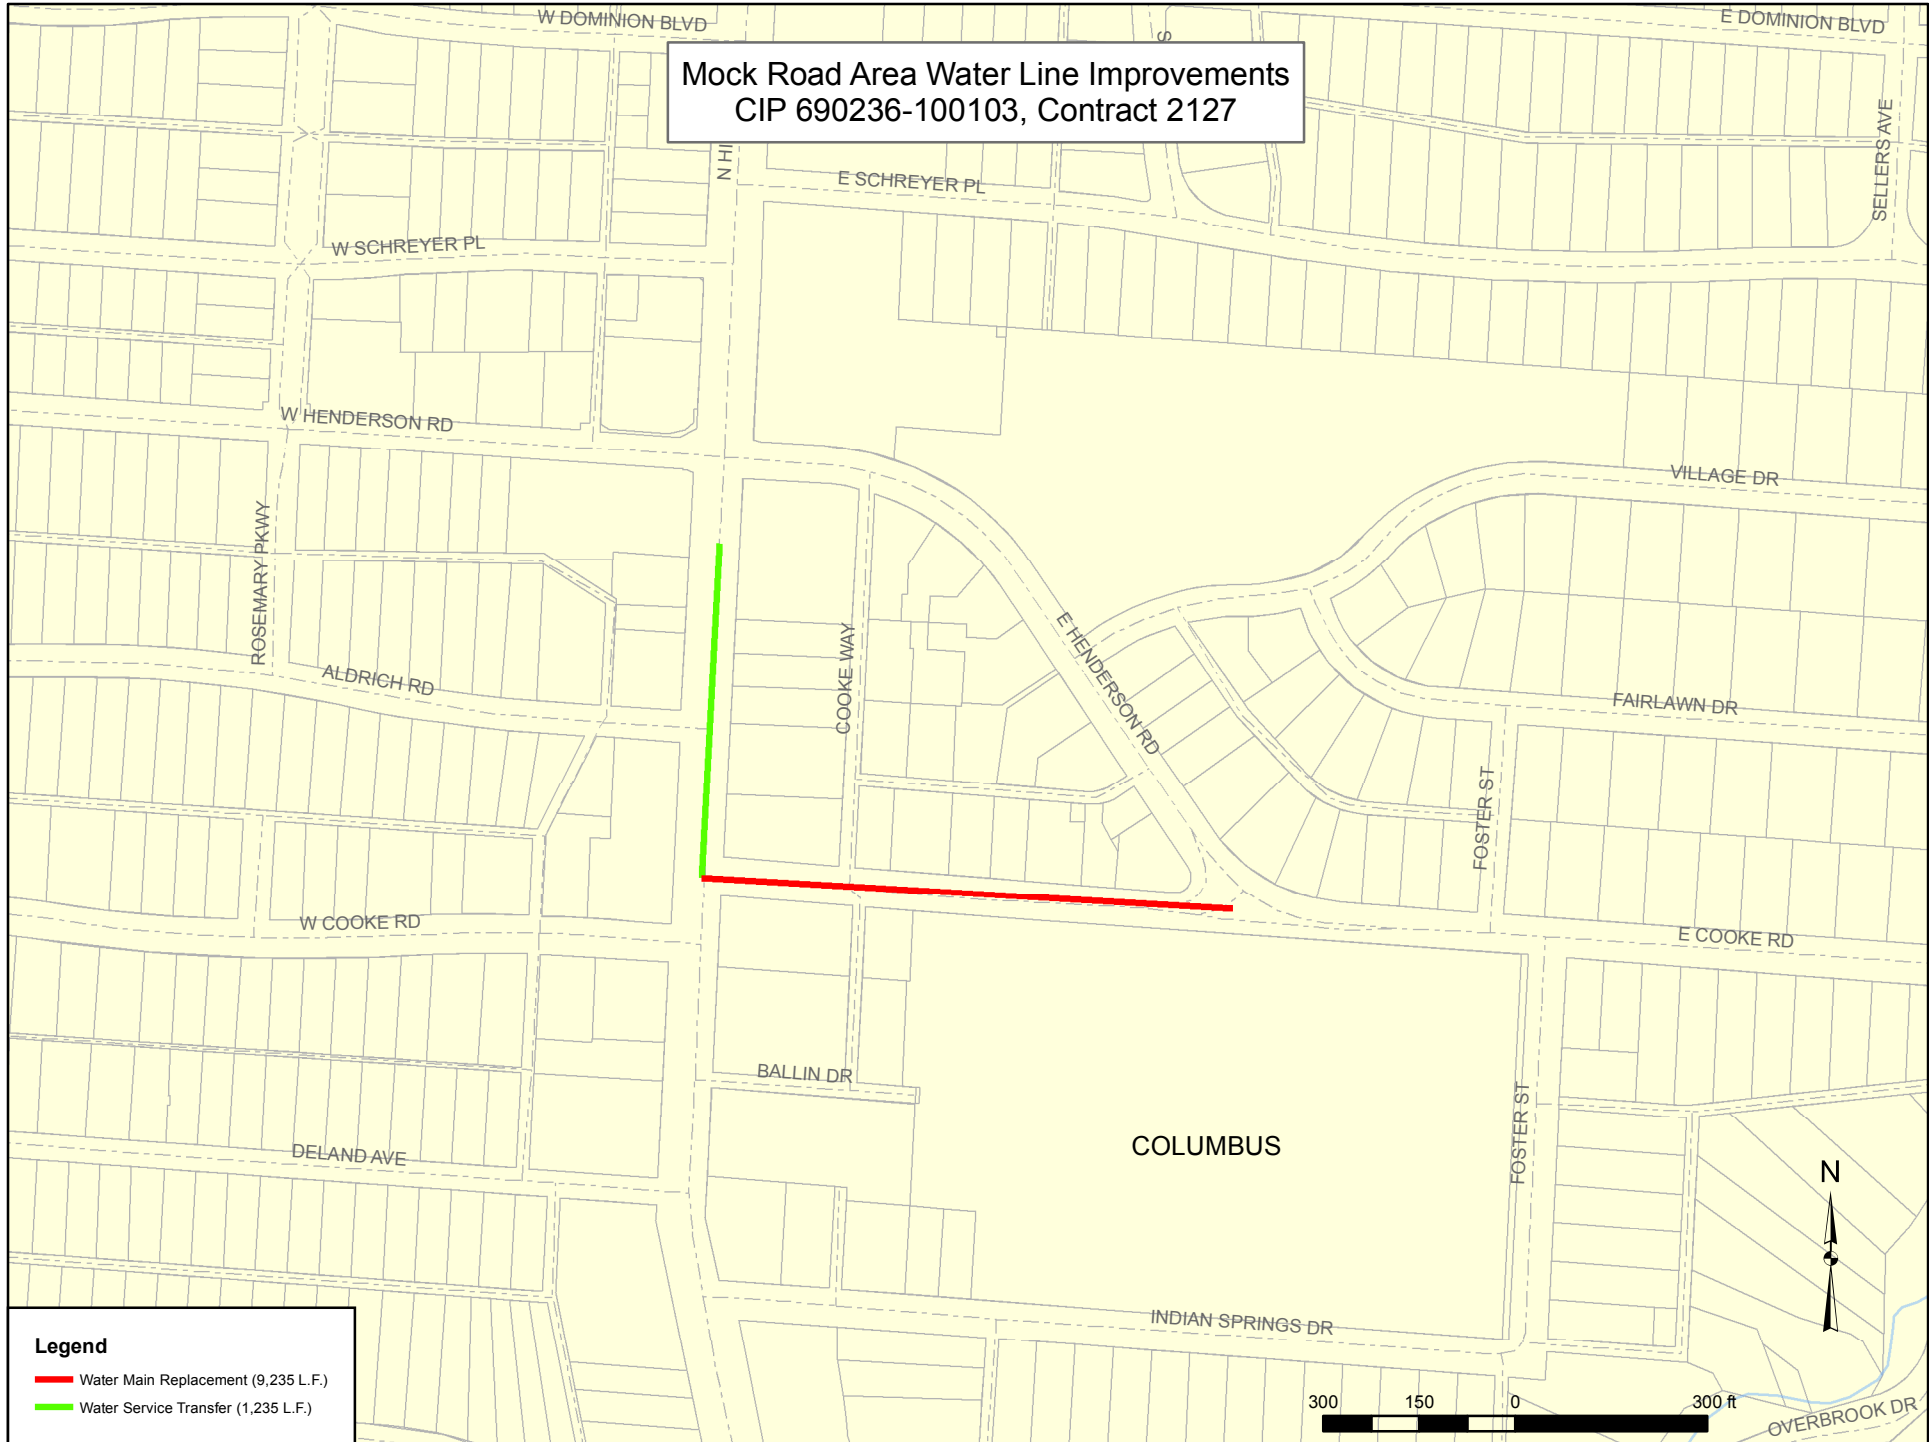 W DOMINION BLVD
E DOMINION BLVD
Mock Road Area Water Line Improvements
CIP 690236-100103, Contract 2127
S
N HI
SELLERS AVE
E SCHREYER PL
W SCHREYER PL
W HENDERSON RD
VILLAGE DR
ROSEMARY PKWY
ALDRICH RD
COOKE WAY
E HENDERSON RD
FAIRLAWN DR
FOSTER ST
W COOKE RD
E COOKE RD
BALLIN DR
FOSTER ST
COLUMBUS
DELAND AVE
N
INDIAN SPRINGS DR
OVERBROOK DR
Legend
Water Main Replacement (9,235 L.F.)
Water Service Transfer (1,235 L.F.)
300 150 0 300 ft